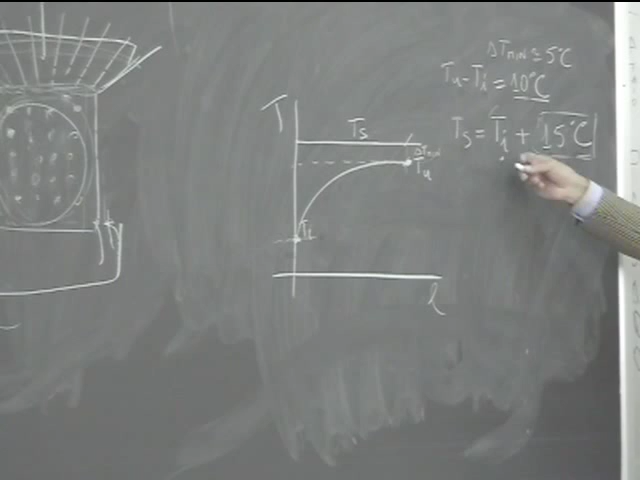 ΔTmin ≅ 5°C
Tu - Ti = 10°C
Ts = Ti + 15°C
T
Ts
ΔTmin
Tu
Ti
l